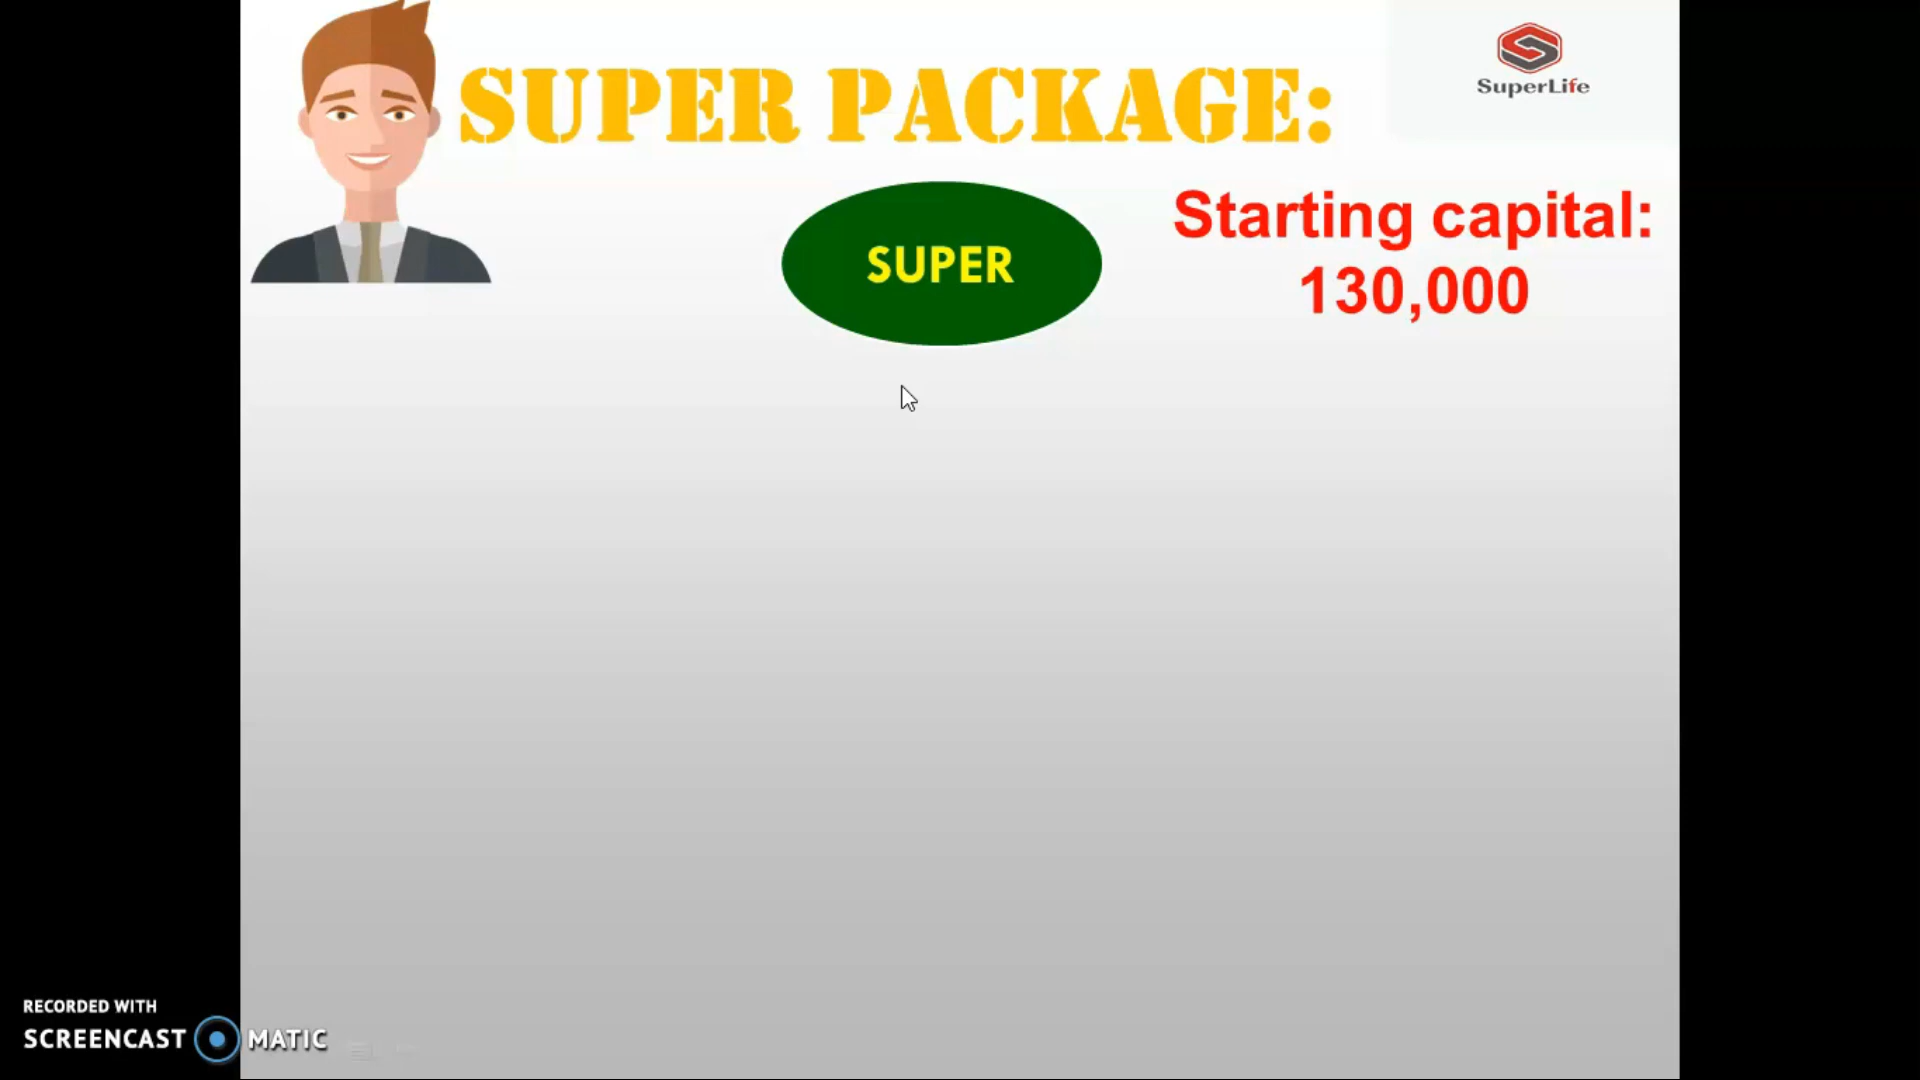 SUPER PACKAGE:
SuperLife
SUPER
Starting capital:
130,000
RECORDED WITH
SCREENCAST MATIC